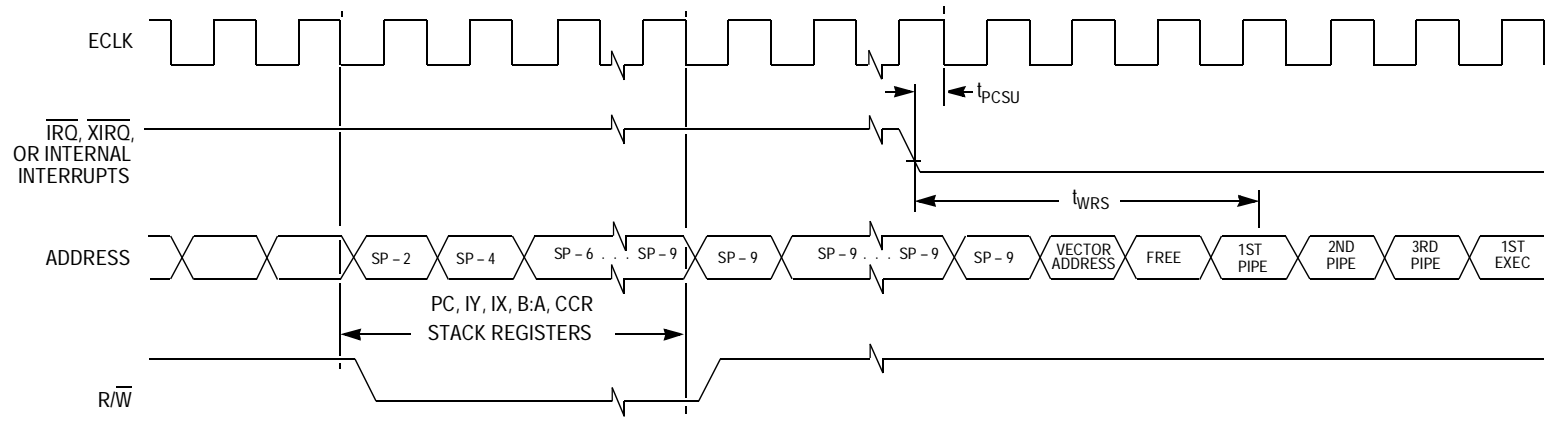 ECLK
tPCSU
IRQ, XIRQ,
OR INTERNAL
INTERRUPTS
tWRS
ADDRESS
SP – 2
SP – 4
SP – 6 . . . SP – 9
SP – 9
SP – 9 . . . SP – 9
SP – 9
VECTOR
ADDRESS
FREE
1ST
PIPE
2ND
PIPE
3RD
PIPE
1ST
EXEC
PC, IY, IX, B:A, CCR
STACK REGISTERS
R/W